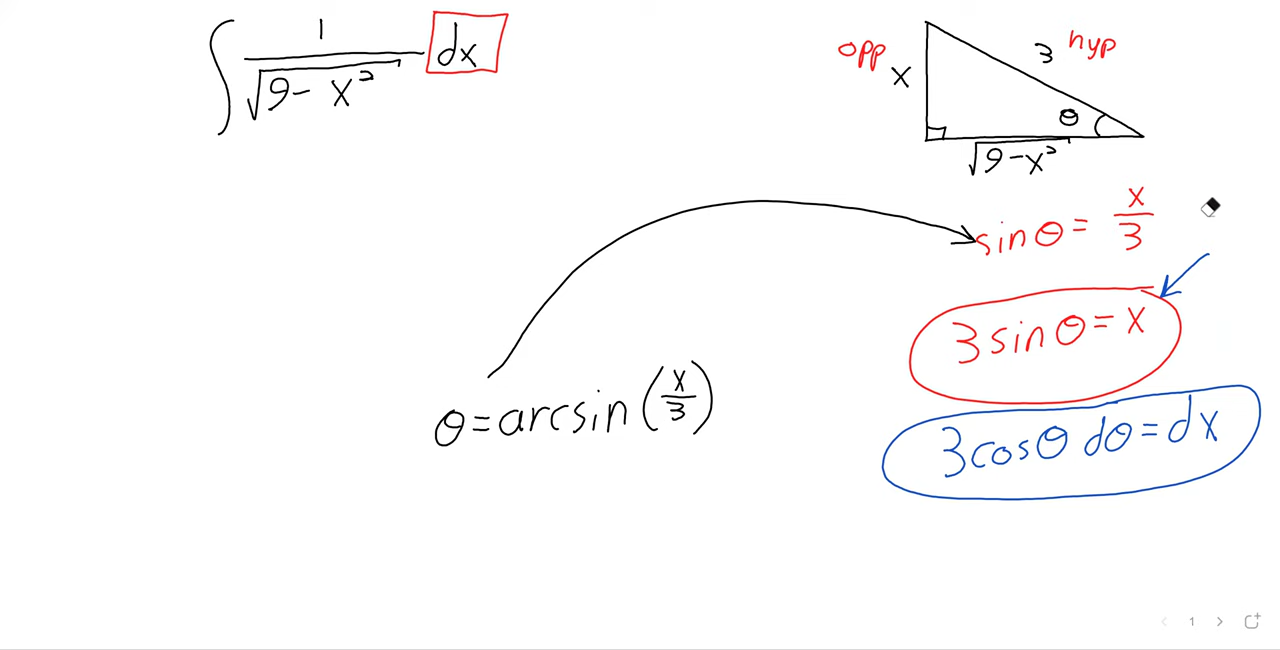 ∫ 1/√(9-x²) dx
opp x
3 hyp
θ
√(9-x²)
sin θ = x/3
3 sin θ = x
θ = arcsin (x/3)
3 cos θ dθ = dx
1